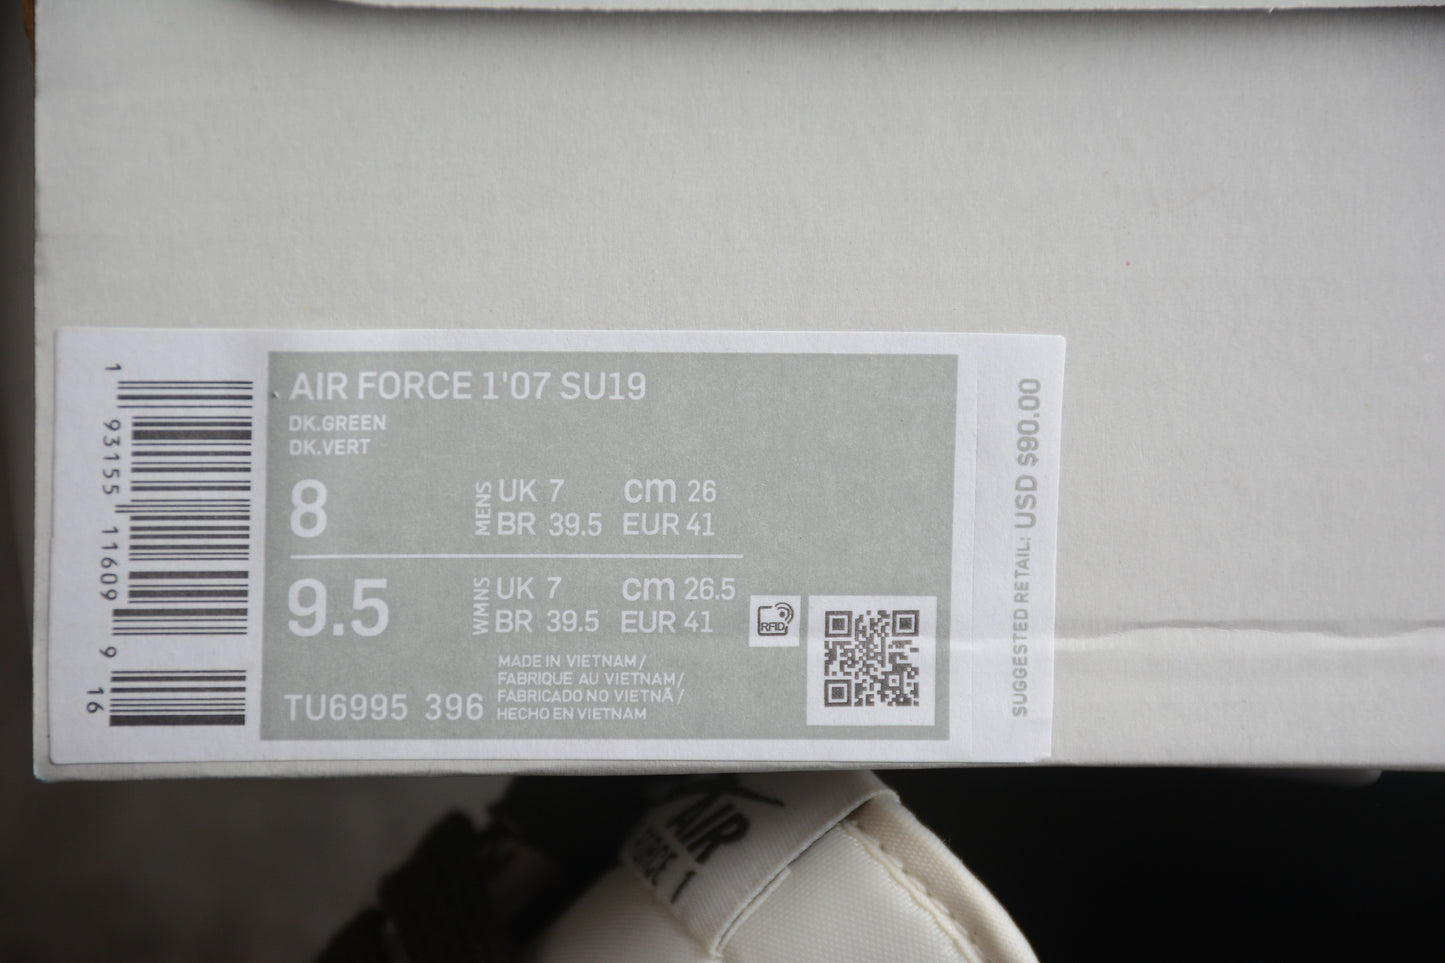 1 93155 11609 9
16
AIR FORCE 1'07 SU19
DK.GREEN
DK.VERT
8 MENS UK 7 cm 26
BR 39.5 EUR 41
9.5 WMNS UK 7 cm 26.5
BR 39.5 EUR 41
RFID
MADE IN VIETNAM/
FABRIQUE AU VIETNAM/
FABRICADO NO VIETNÃ/
HECHO EN VIETNAM
TU6995 396
SUGGESTED RETAIL: USD $90.00
AIR
FORCE 1